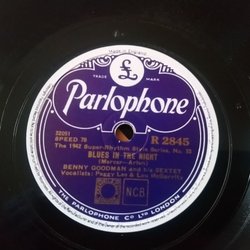 Made in England
TRADE MARK
Parlophone
32051
SPEED 78
R 2845
The 1942 Super-Rhythm Style Series, No. 10
BLUES IN THE NIGHT
(Mercer-Arlen)
BENNY GOODMAN and his SEXTET
Vocalists: Peggy Lee & Lou McGarrity
NCB
THE PARLOPHONE Co Ltd LONDON